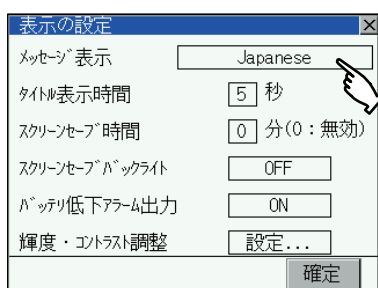 表示の設定 ×
ﾒｯｾｰｼﾞ表示 Japanese
ﾀｲﾄﾙ表示時間 5 秒
ｽｸﾘｰﾝｾｰﾌﾞ時間 0 分(0：無効)
ｽｸﾘｰﾝｾｰﾌﾞﾊﾞｯｸﾗｲﾄ OFF
ﾊﾞｯﾃﾘ低下ｱﾗｰﾑ出力 ON
輝度・ｺﾝﾄﾗｽﾄ調整 設定...
確定